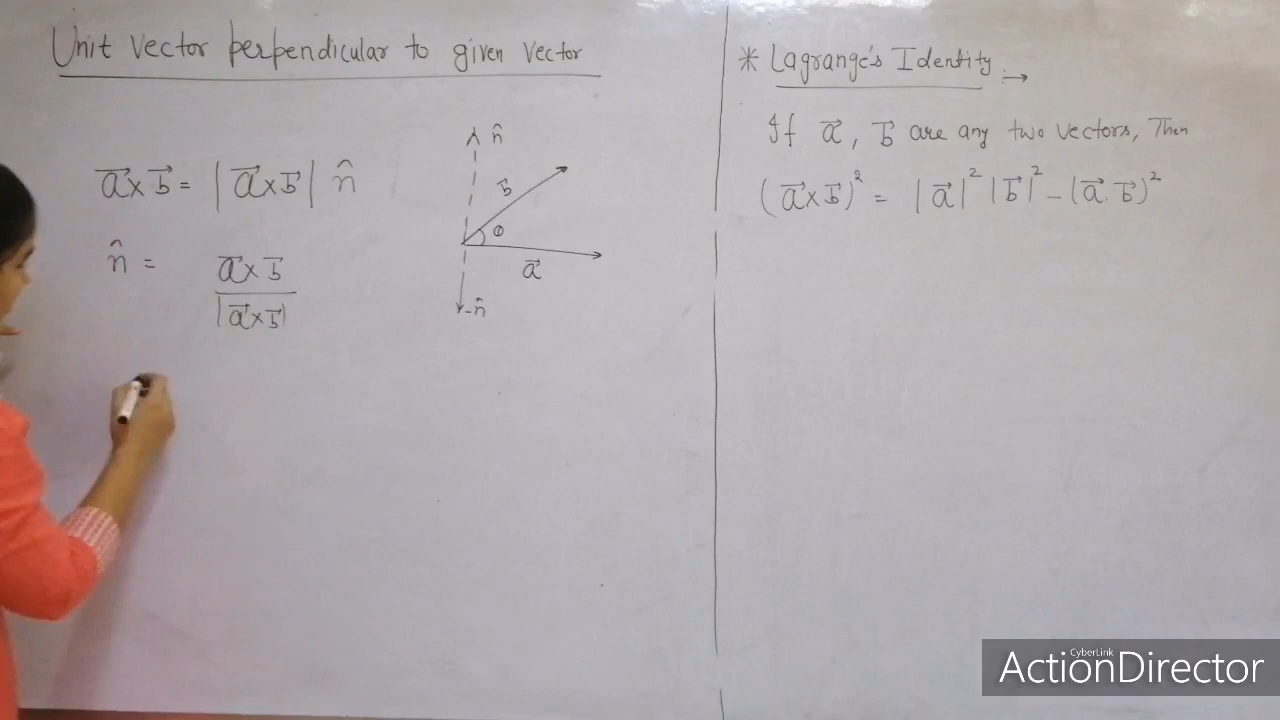 Unit vector perpendicular to given vector
a⃗ × b⃗ = |a⃗ × b⃗| n̂
n̂ = a⃗ × b⃗ / |a⃗ × b⃗|
n̂
b⃗
θ
a⃗
-n̂
* Lagrange's Identity :→
If a⃗, b⃗ are any two vectors, Then
(a⃗ × b⃗)² = |a⃗|² |b⃗|² - (a⃗.b⃗)²
CyberLink
ActionDirector